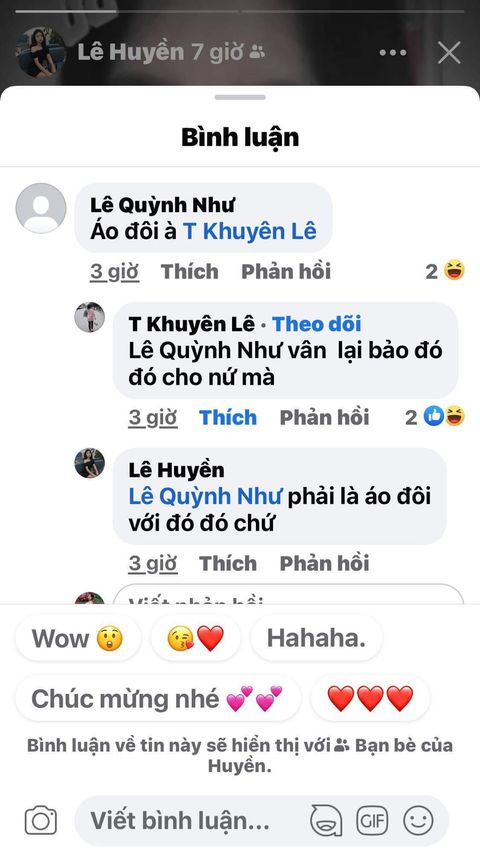 Lê Huyền 7 giờ
Bình luận
Lê Quỳnh Như
Áo đôi à T Khuyên Lê
3 giờ Thích Phản hồi 2
T Khuyên Lê · Theo dõi
Lê Quỳnh Như vân lại bảo đó
đó cho nứ mà
3 giờ Thích Phản hồi 2
Lê Huyền
Lê Quỳnh Như phải là áo đôi
với đó đó chứ
3 giờ Thích Phản hồi
Viết phản hồi
Wow 😲 😘❤️ Hahaha.
Chúc mừng nhé 💕💕 ❤️❤️❤️
Bình luận về tin này sẽ hiển thị với Bạn bè của
Huyền.
Viết bình luận... GIF